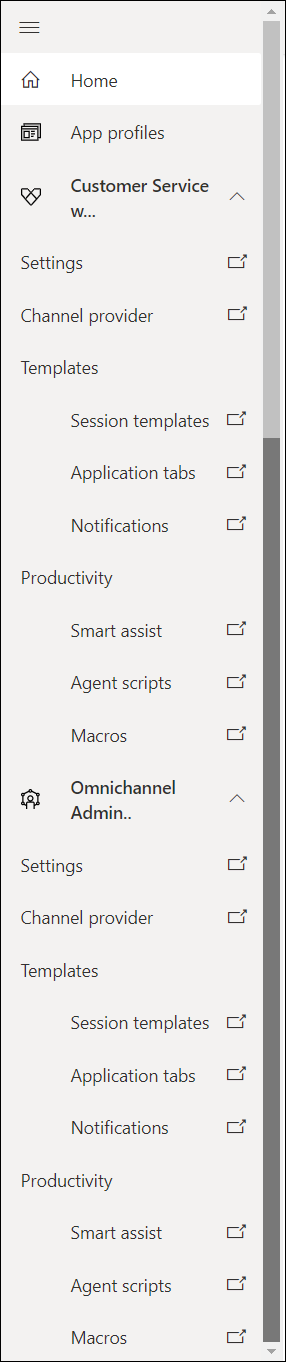 Home
App profiles
Customer Service
w...
Settings
Channel provider
Templates
Session templates
Application tabs
Notifications
Productivity
Smart assist
Agent scripts
Macros
Omnichannel
Admin..
Settings
Channel provider
Templates
Session templates
Application tabs
Notifications
Productivity
Smart assist
Agent scripts
Macros